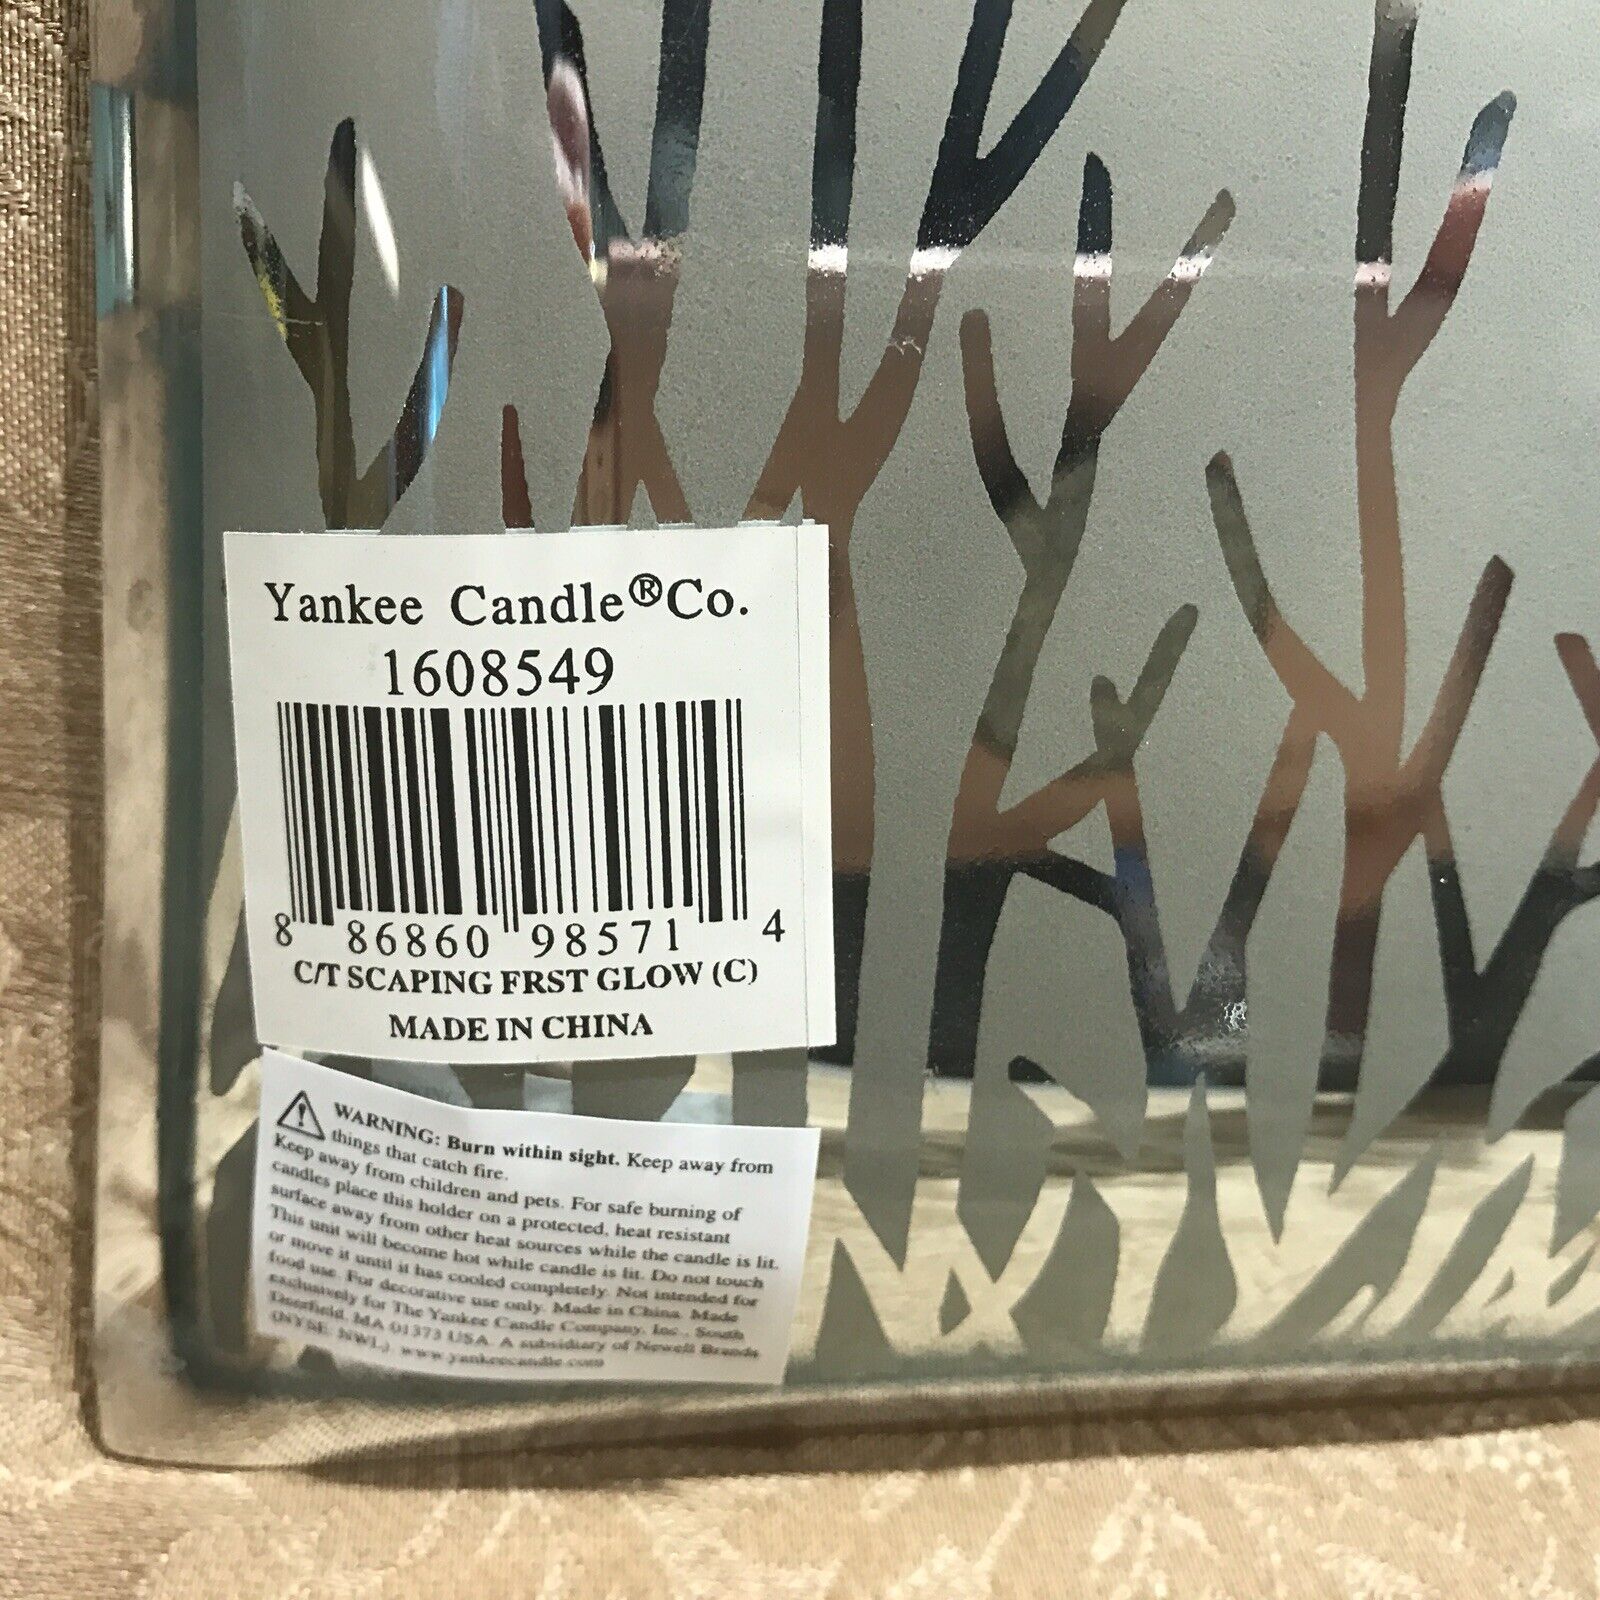 Yankee Candle®Co.
1608549
8 86860 98571 4
C/T SCAPING FRST GLOW (C)
MADE IN CHINA
WARNING: Burn within sight. Keep away from
things that catch fire.
Keep away from children and pets. For safe burning of
candles place this holder on a protected, heat resistant
surface away from other heat sources while the candle is lit.
This unit will become hot while candle is lit. Do not touch
or move it until it has cooled completely. Not intended for
food use. For decorative use only. Made in China. Made
exclusively for The Yankee Candle Company, Inc., South
Deerfield, MA 01373 USA. A subsidiary of Newell Brands
(NYSE: NWL) www.yankeecandle.com